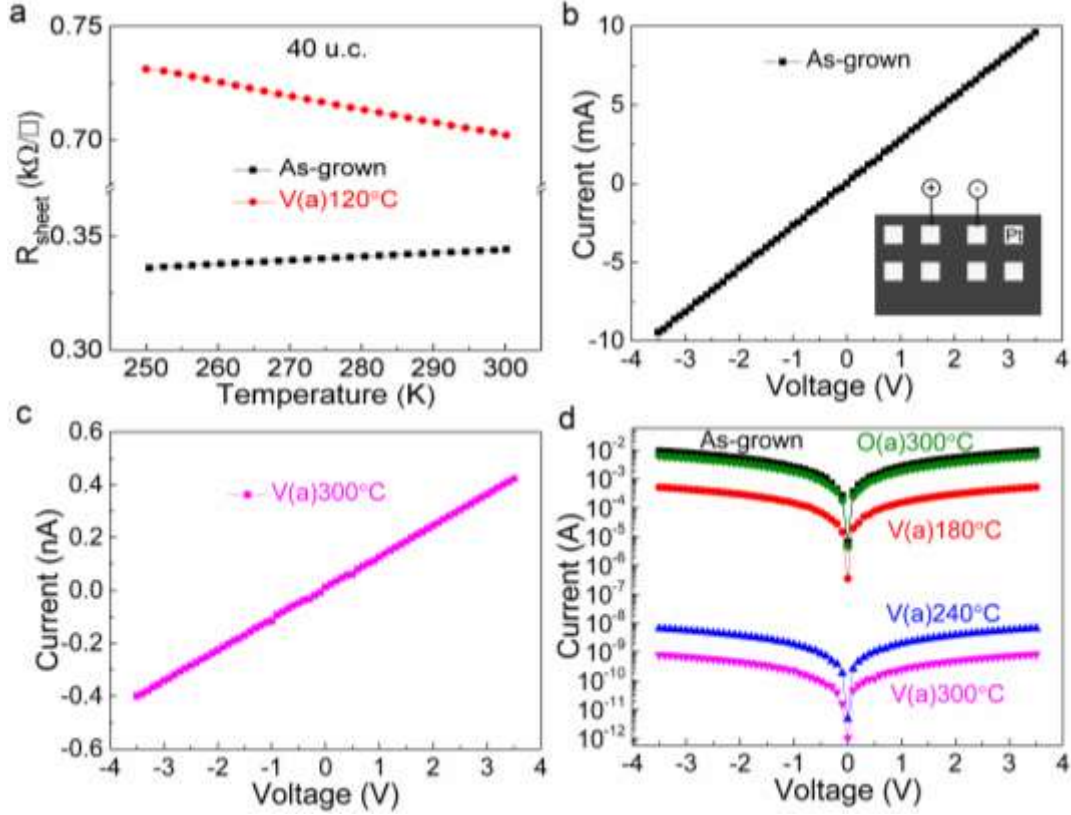 a
0.75
0.70
0.35
0.30
R_sheet (kΩ/□)
40 u.c.
As-grown
V(a)120°C
250 260 270 280 290 300
Temperature (K)
b
10
5
0
-5
-10
Current (mA)
As-grown
+ -
Pt
-4 -3 -2 -1 0 1 2 3 4
Voltage (V)
c
0.6
0.4
0.2
0.0
-0.2
-0.4
-0.6
Current (nA)
V(a)300°C
-4 -3 -2 -1 0 1 2 3 4
Voltage (V)
d
10⁻²
10⁻³
10⁻⁴
10⁻⁵
10⁻⁶
10⁻⁷
10⁻⁸
10⁻⁹
10⁻¹⁰
10⁻¹¹
10⁻¹²
Current (A)
As-grown O(a)300°C
V(a)180°C
V(a)240°C
V(a)300°C
-4 -3 -2 -1 0 1 2 3 4
Voltage (V)